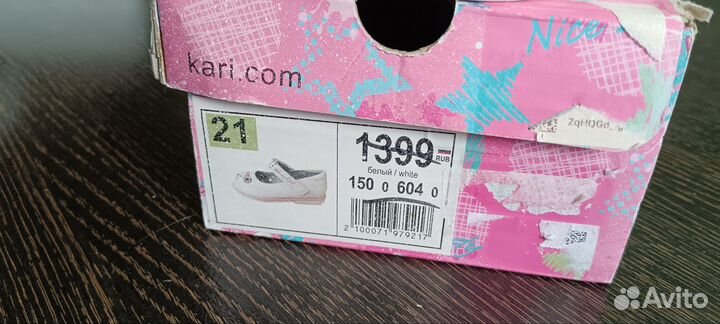 Nice
kari.com
21
1399
RUB
белый / white
150 0 604 0
2 100071 979217
Avito